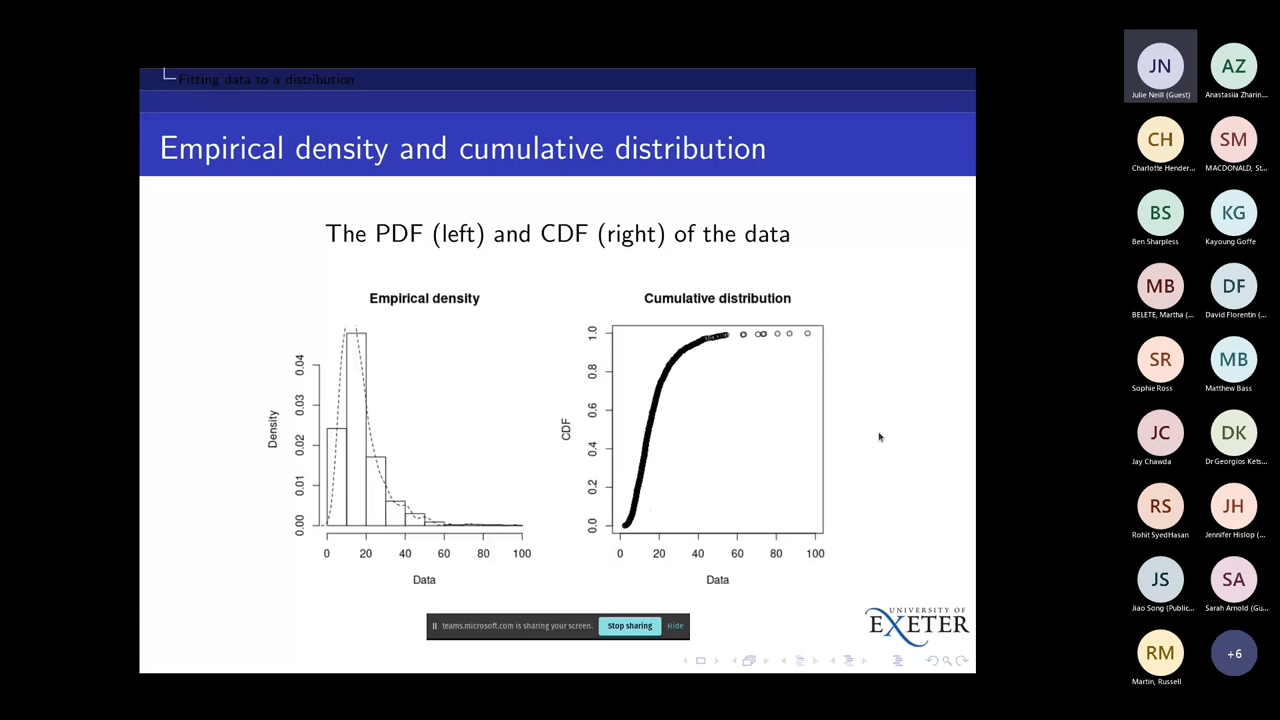 Fitting data to a distribution
Empirical density and cumulative distribution
The PDF (left) and CDF (right) of the data
Empirical density
Density
0.00 0.01 0.02 0.03 0.04
0 20 40 60 80 100
Data
Cumulative distribution
CDF
0.0 0.2 0.4 0.6 0.8 1.0
0 20 40 60 80 100
Data
teams.microsoft.com is sharing your screen. Stop sharing Hide
UNIVERSITY OF
EXETER
JN AZ
Julie Neill (Guest) Anastasiia Zharin...
CH SM
Charlotte Hender... MACDONALD, St...
BS KG
Ben Sharpless Kayoung Goffe
MB DF
BELETE, Martha (... David Florentin (...
SR MB
Sophie Ross Matthew Bass
JC DK
Jay Chawda DrGeorgios Kets...
RS JH
Rohit SyedHasan Jennifer Hislop (...
JS SA
Jiao Song (Public... Sarah Arnold (Gu...
RM +6
Martin, Russell